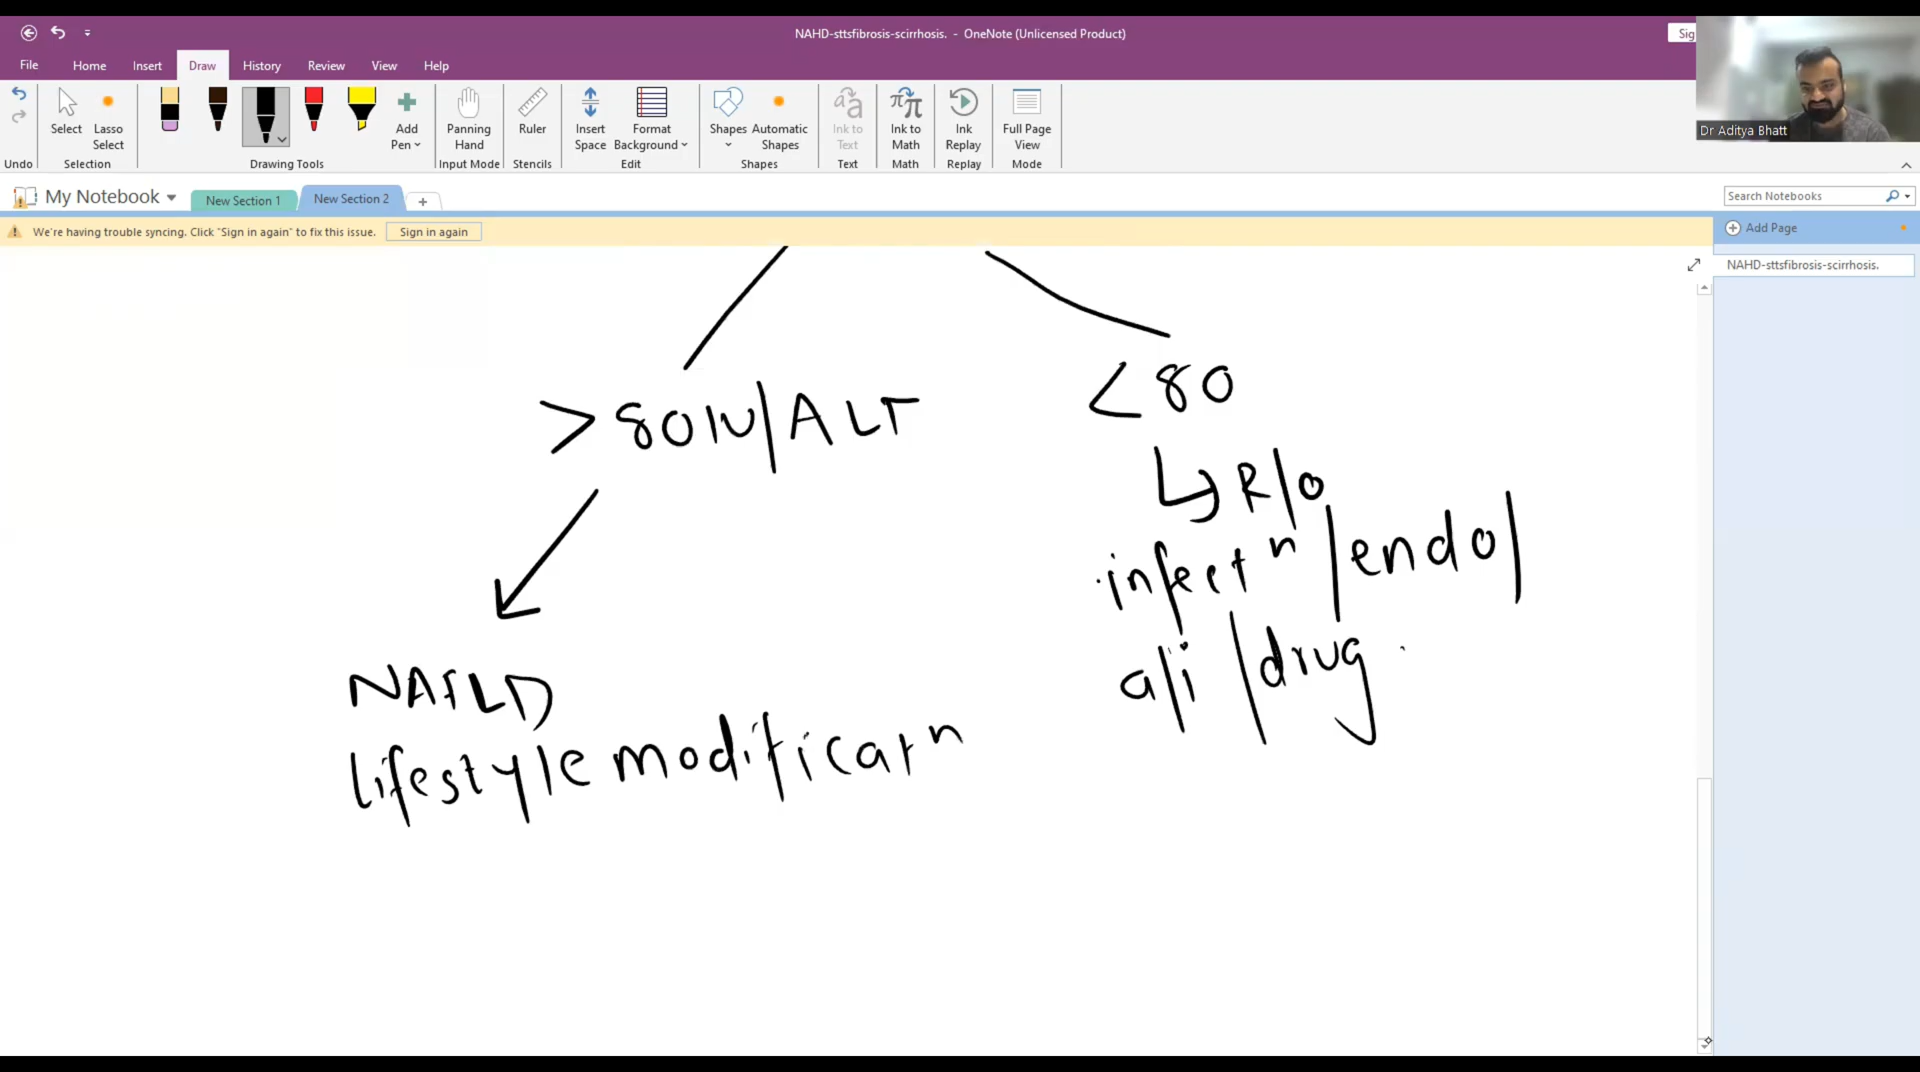 NAHD-sttsfibrosis-scirrhosis. - OneNote (Unlicensed Product)
Sig
File Home Insert Draw History Review View Help
Select
Lasso Select
Add Pen
Panning Hand
Ruler
Insert Space
Format Background
Shapes
Automatic Shapes
Ink to Text
Ink to Math
Ink Replay
Full Page View
Undo Selection Drawing Tools Input Mode Stencils Edit Shapes Text Math Replay Mode
Dr Aditya Bhatt
My Notebook New Section 1 New Section 2
Search Notebooks
We're having trouble syncing. Click "Sign in again" to fix this issue. Sign in again
Add Page
NAHD-sttsfibrosis-scirrhosis.
>80IU/ALT
<80
R/o
infectn/endo/
a/i/drug
NAFLD
lifestyle modificatn